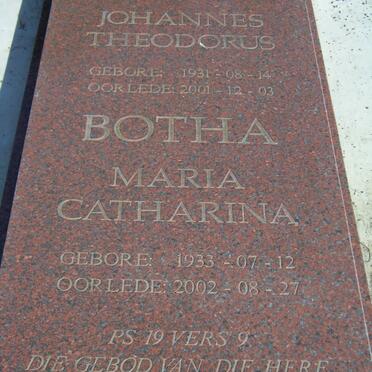 JOHANNES
THEODORUS
GEBORE: 1931-08-14
OORLEDE: 2001-12-03
BOTHA
MARIA
CATHARINA
GEBORE: 1933-07-12
OORLEDE: 2002-08-27
PS 19 VERS 9
DIE GEBOD VAN DIE HERE